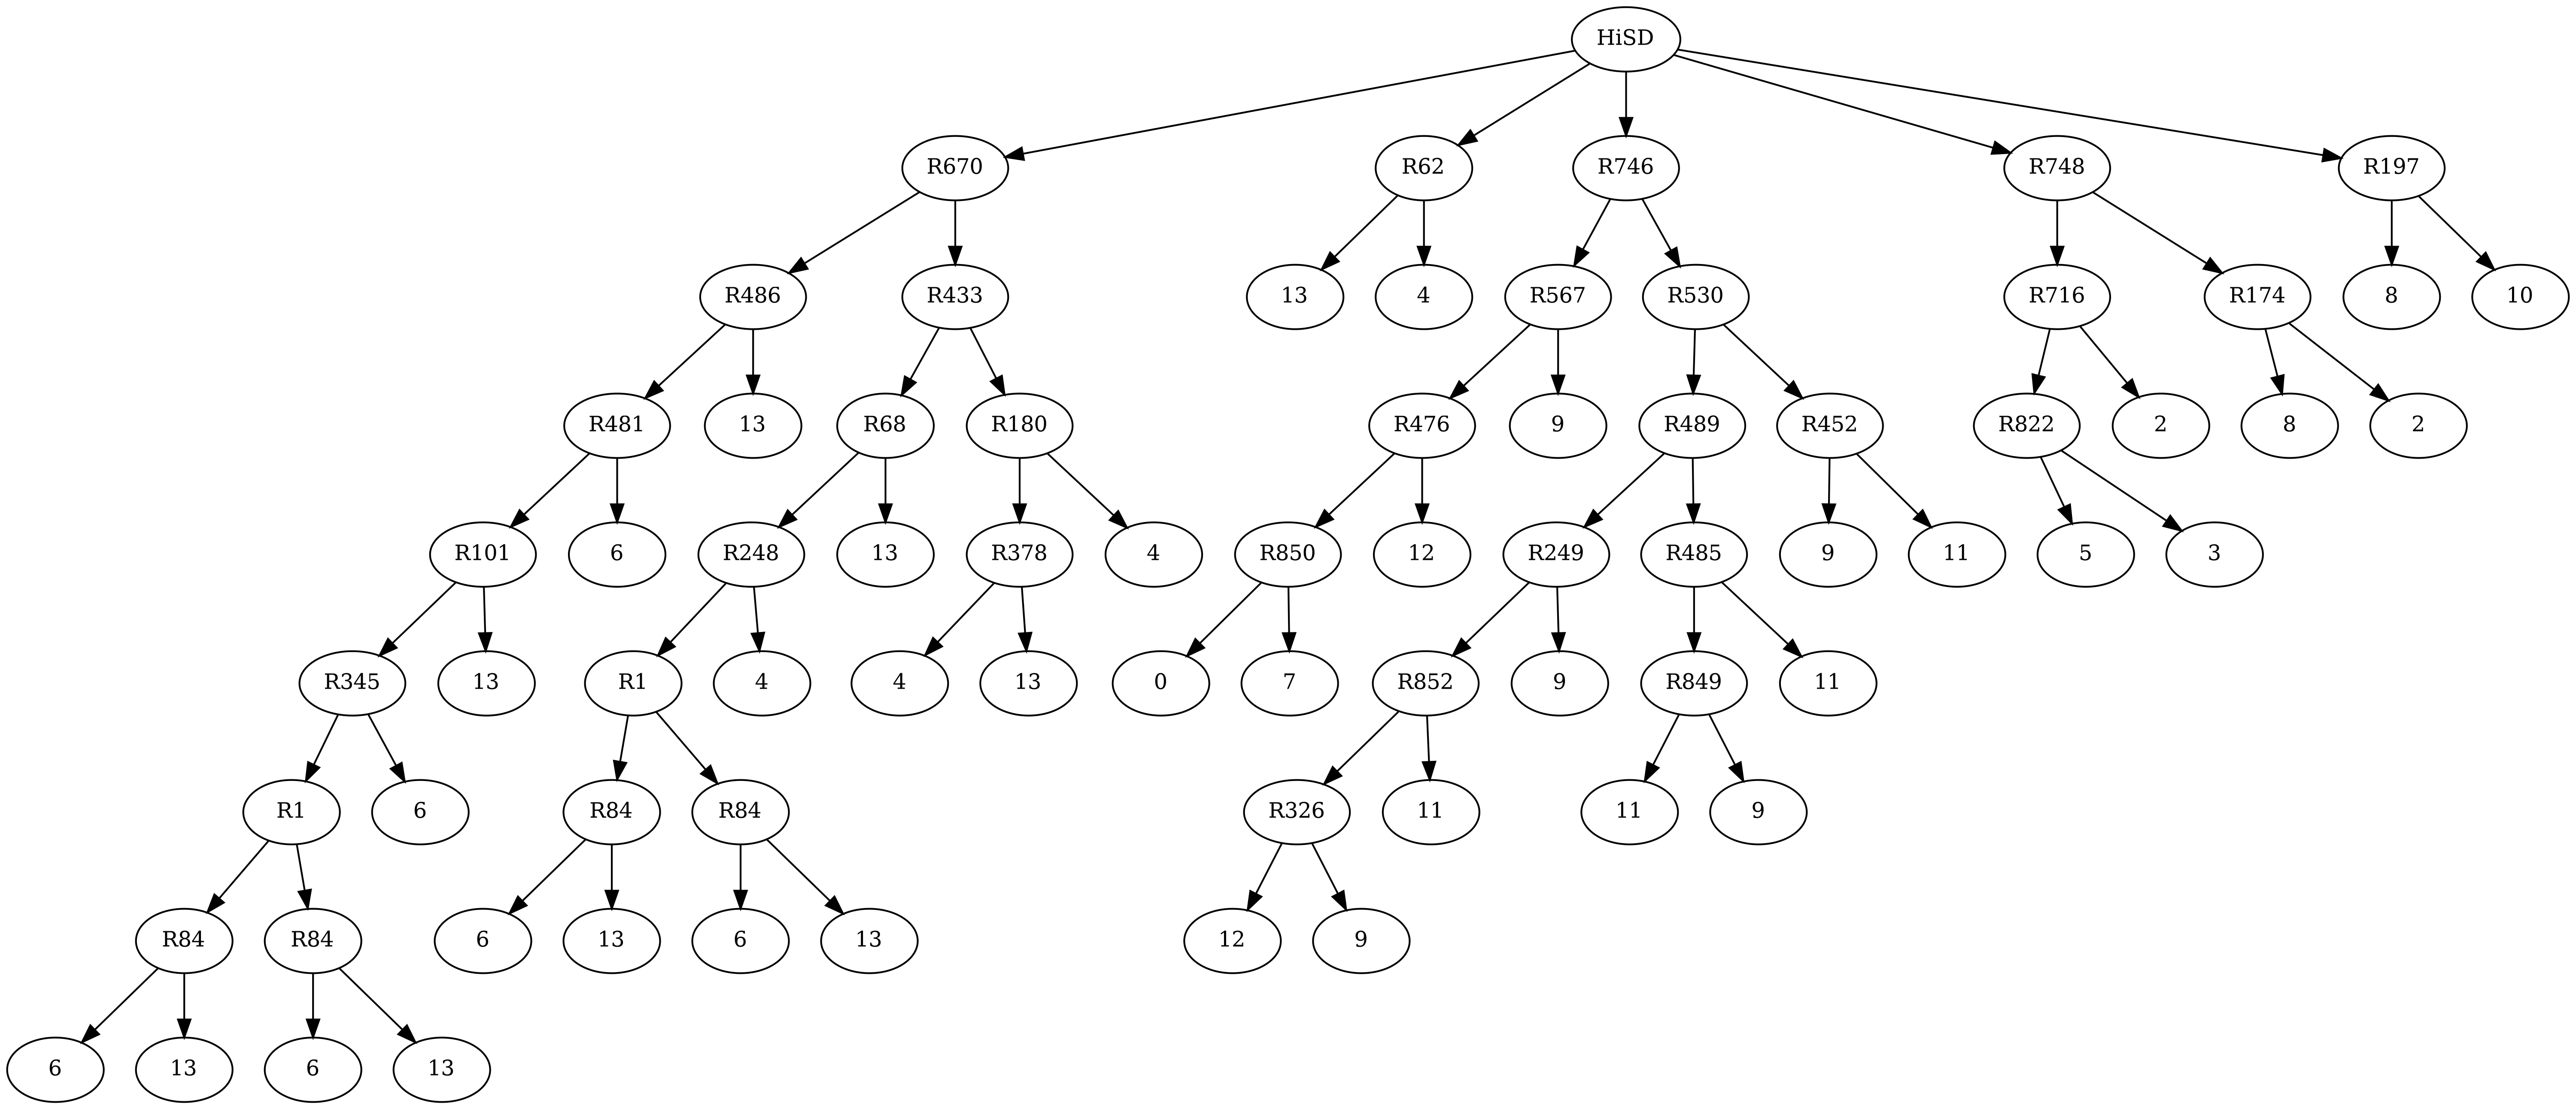 HiSD
R670 R62 R746 R748 R197
R486 R433 13 4 R567 R530 R716 R174 8 10
R481 13 R68 R180 R476 9 R489 R452 R822 2 8 2
R101 6 R248 13 R378 4 R850 12 R249 R485 9 11 5 3
R345 13 R1 4 4 13 0 7 R852 9 R849 11
R1 6 R84 R84 R326 11 11 9
R84 R84 6 13 6 13 12 9
6 13 6 13